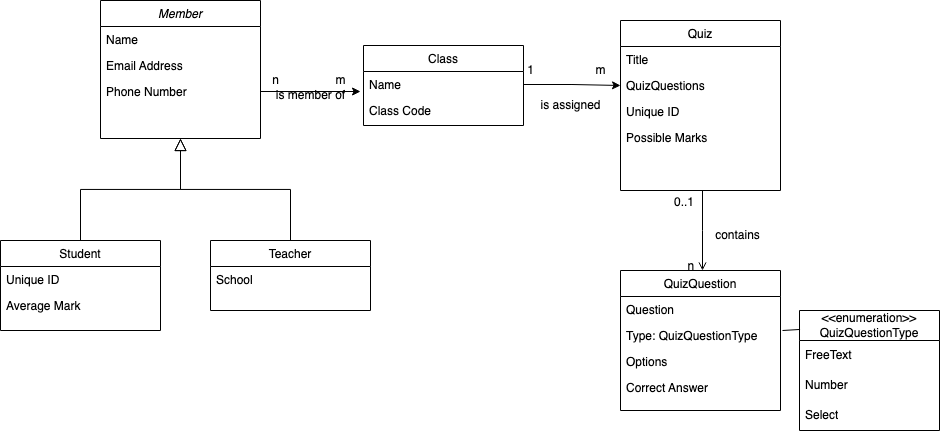 Member
Name
Email Address
Phone Number
n
m
is member of
Class
Name
Class Code
1
m
is assigned
Quiz
Title
QuizQuestions
Unique ID
Possible Marks
0..1
contains
n
Student
Unique ID
Average Mark
Teacher
School
QuizQuestion
Question
Type: QuizQuestionType
Options
Correct Answer
<<enumeration>>
QuizQuestionType
FreeText
Number
Select